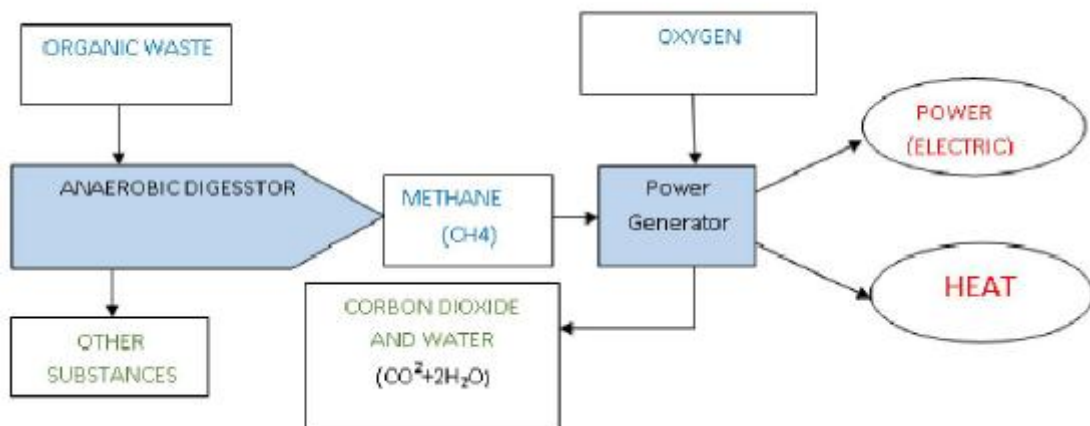 ORGANIC WASTE
OXYGEN
POWER
(ELECTRIC)
ANAEROBIC DIGESSTOR
METHANE
(CH4)
Power
Generator
HEAT
CORBON DIOXIDE
AND WATER
(CO²+2H₂O)
OTHER
SUBSTANCES